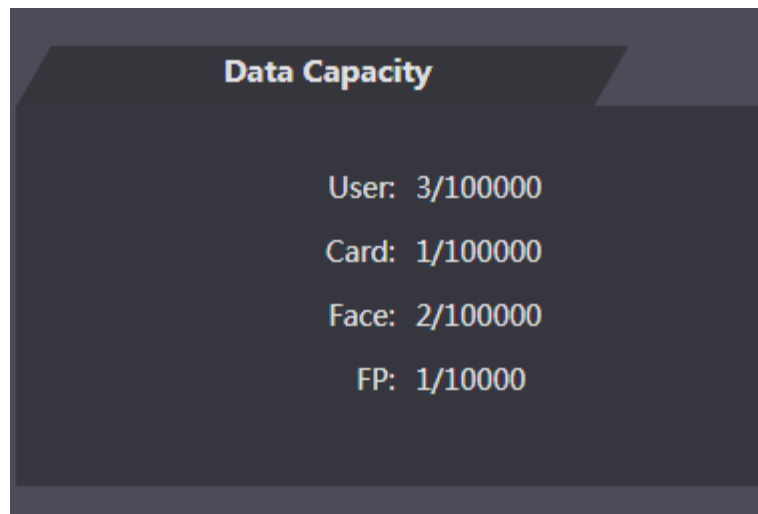 Data Capacity
User: 3/100000
Card: 1/100000
Face: 2/100000
FP: 1/10000